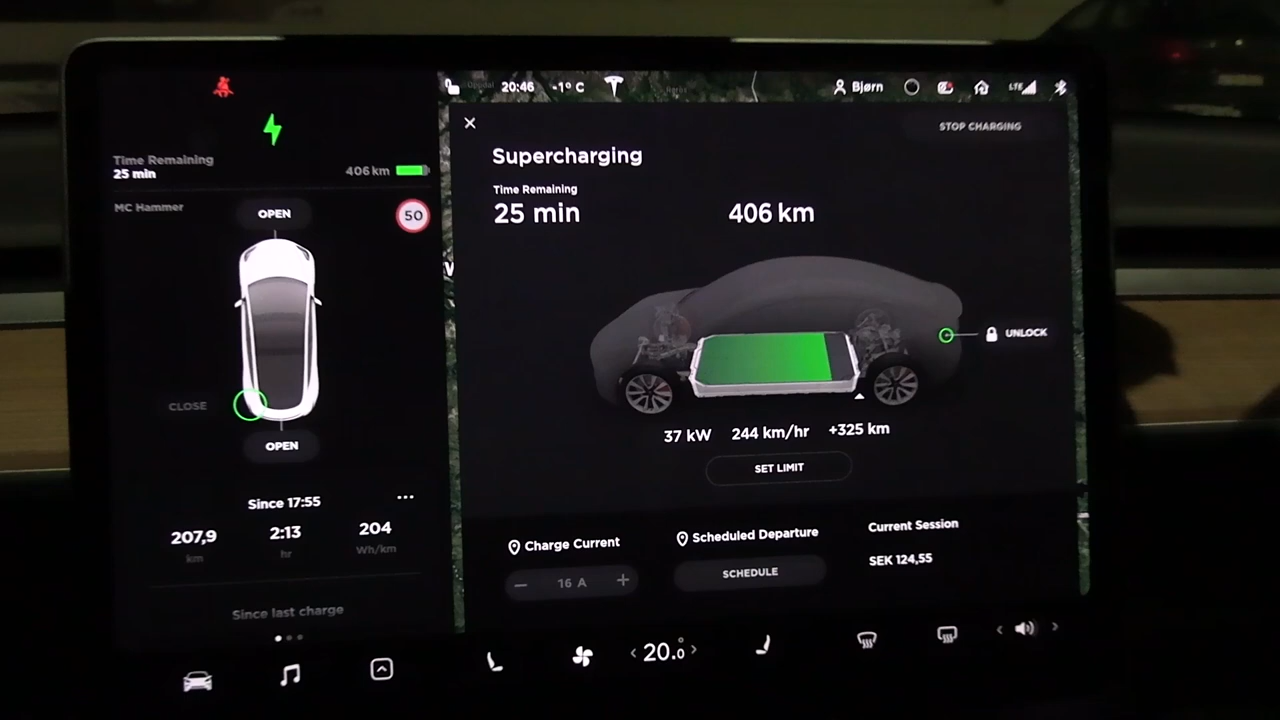 Oppdal
20:46
-1° C
Røros
Bjørn
LTE
Time Remaining
25 min
406 km
MC Hammer
OPEN
50
CLOSE
OPEN
Since 17:55
...
207,9
2:13
204
km
hr
Wh/km
Since last charge
STOP CHARGING
Supercharging
Time Remaining
25 min
406 km
UNLOCK
37 kW
244 km/hr
+325 km
SET LIMIT
Charge Current
Scheduled Departure
Current Session
− 16 A +
SCHEDULE
SEK 124,55
20.0